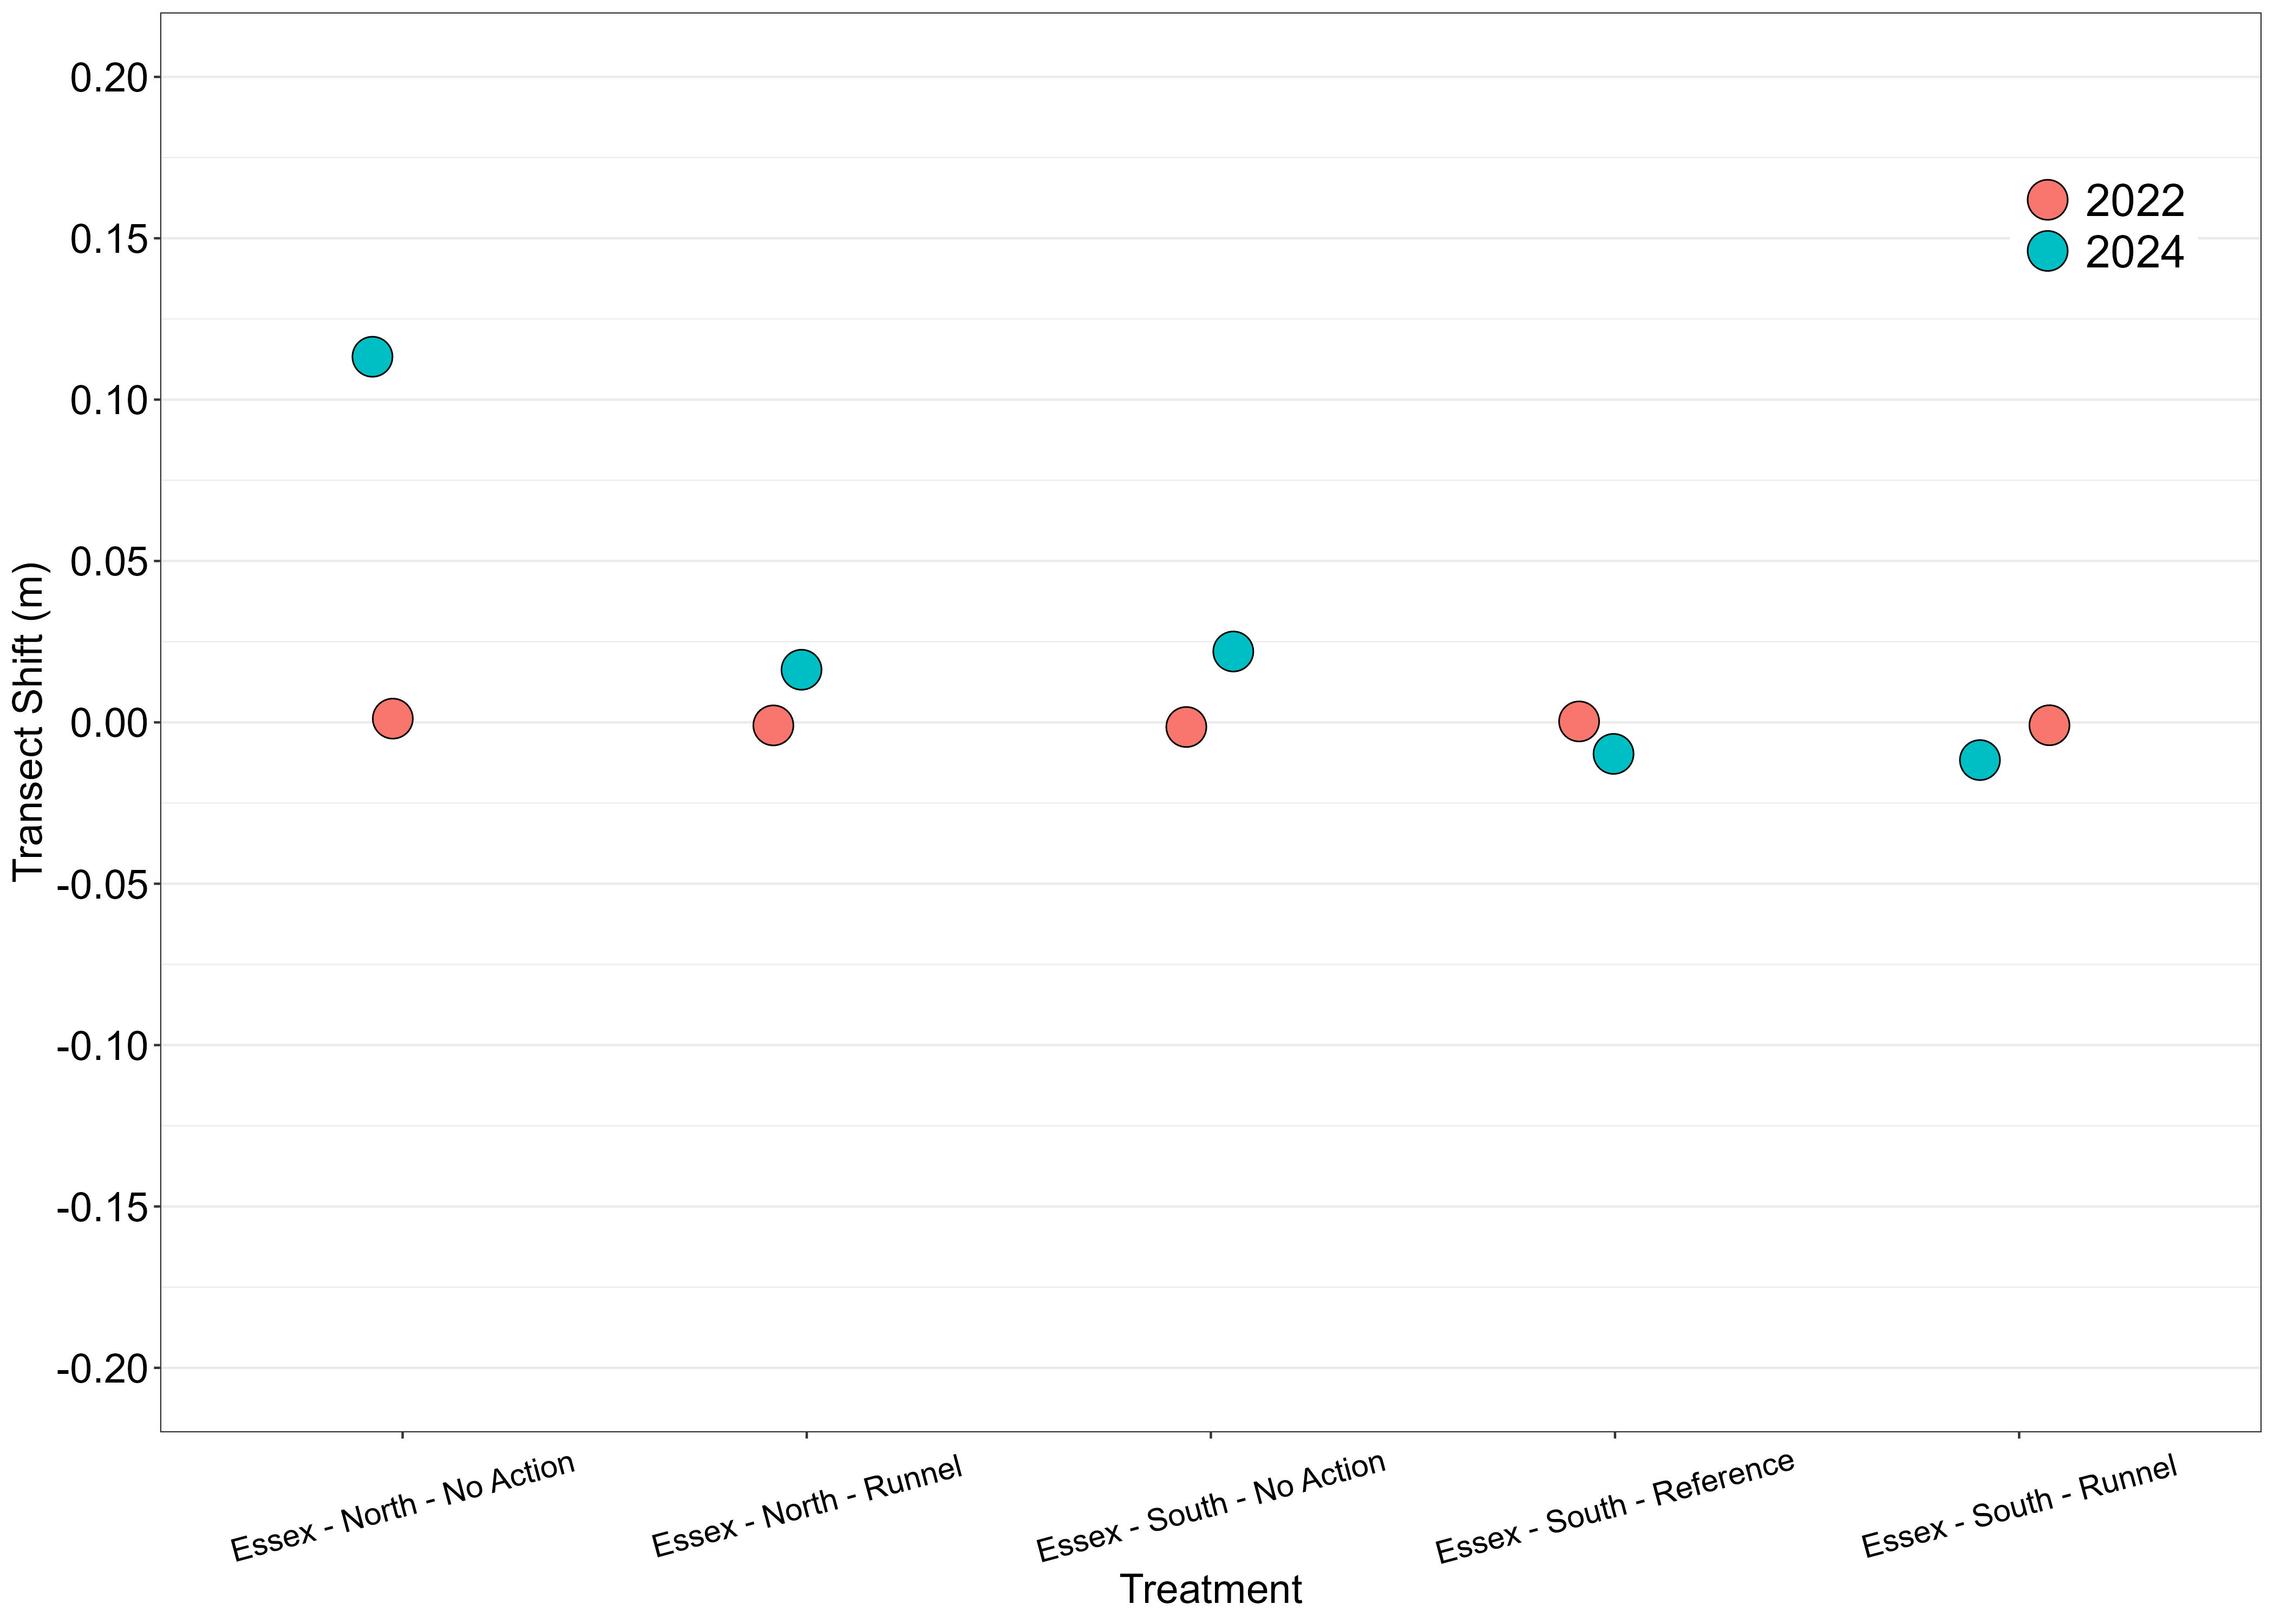 Transect Shift (m)
0.20
0.15
0.10
0.05
0.00
-0.05
-0.10
-0.15
-0.20
2022
2024
Essex - North - No Action
Essex - North - Runnel
Essex - South - No Action
Essex - South - Reference
Essex - South - Runnel
Treatment